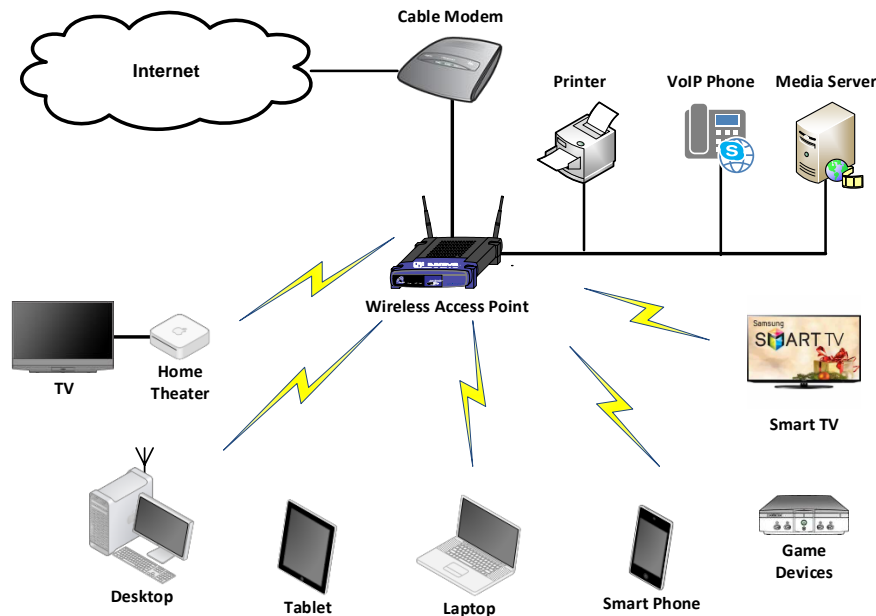 Cable Modem
Internet
Printer
VoIP Phone
Media Server
S
Wireless Access Point
Samsung
SMART TV
TV
Home
Theater
Smart TV
Desktop
Tablet
Laptop
Smart Phone
Game
Devices